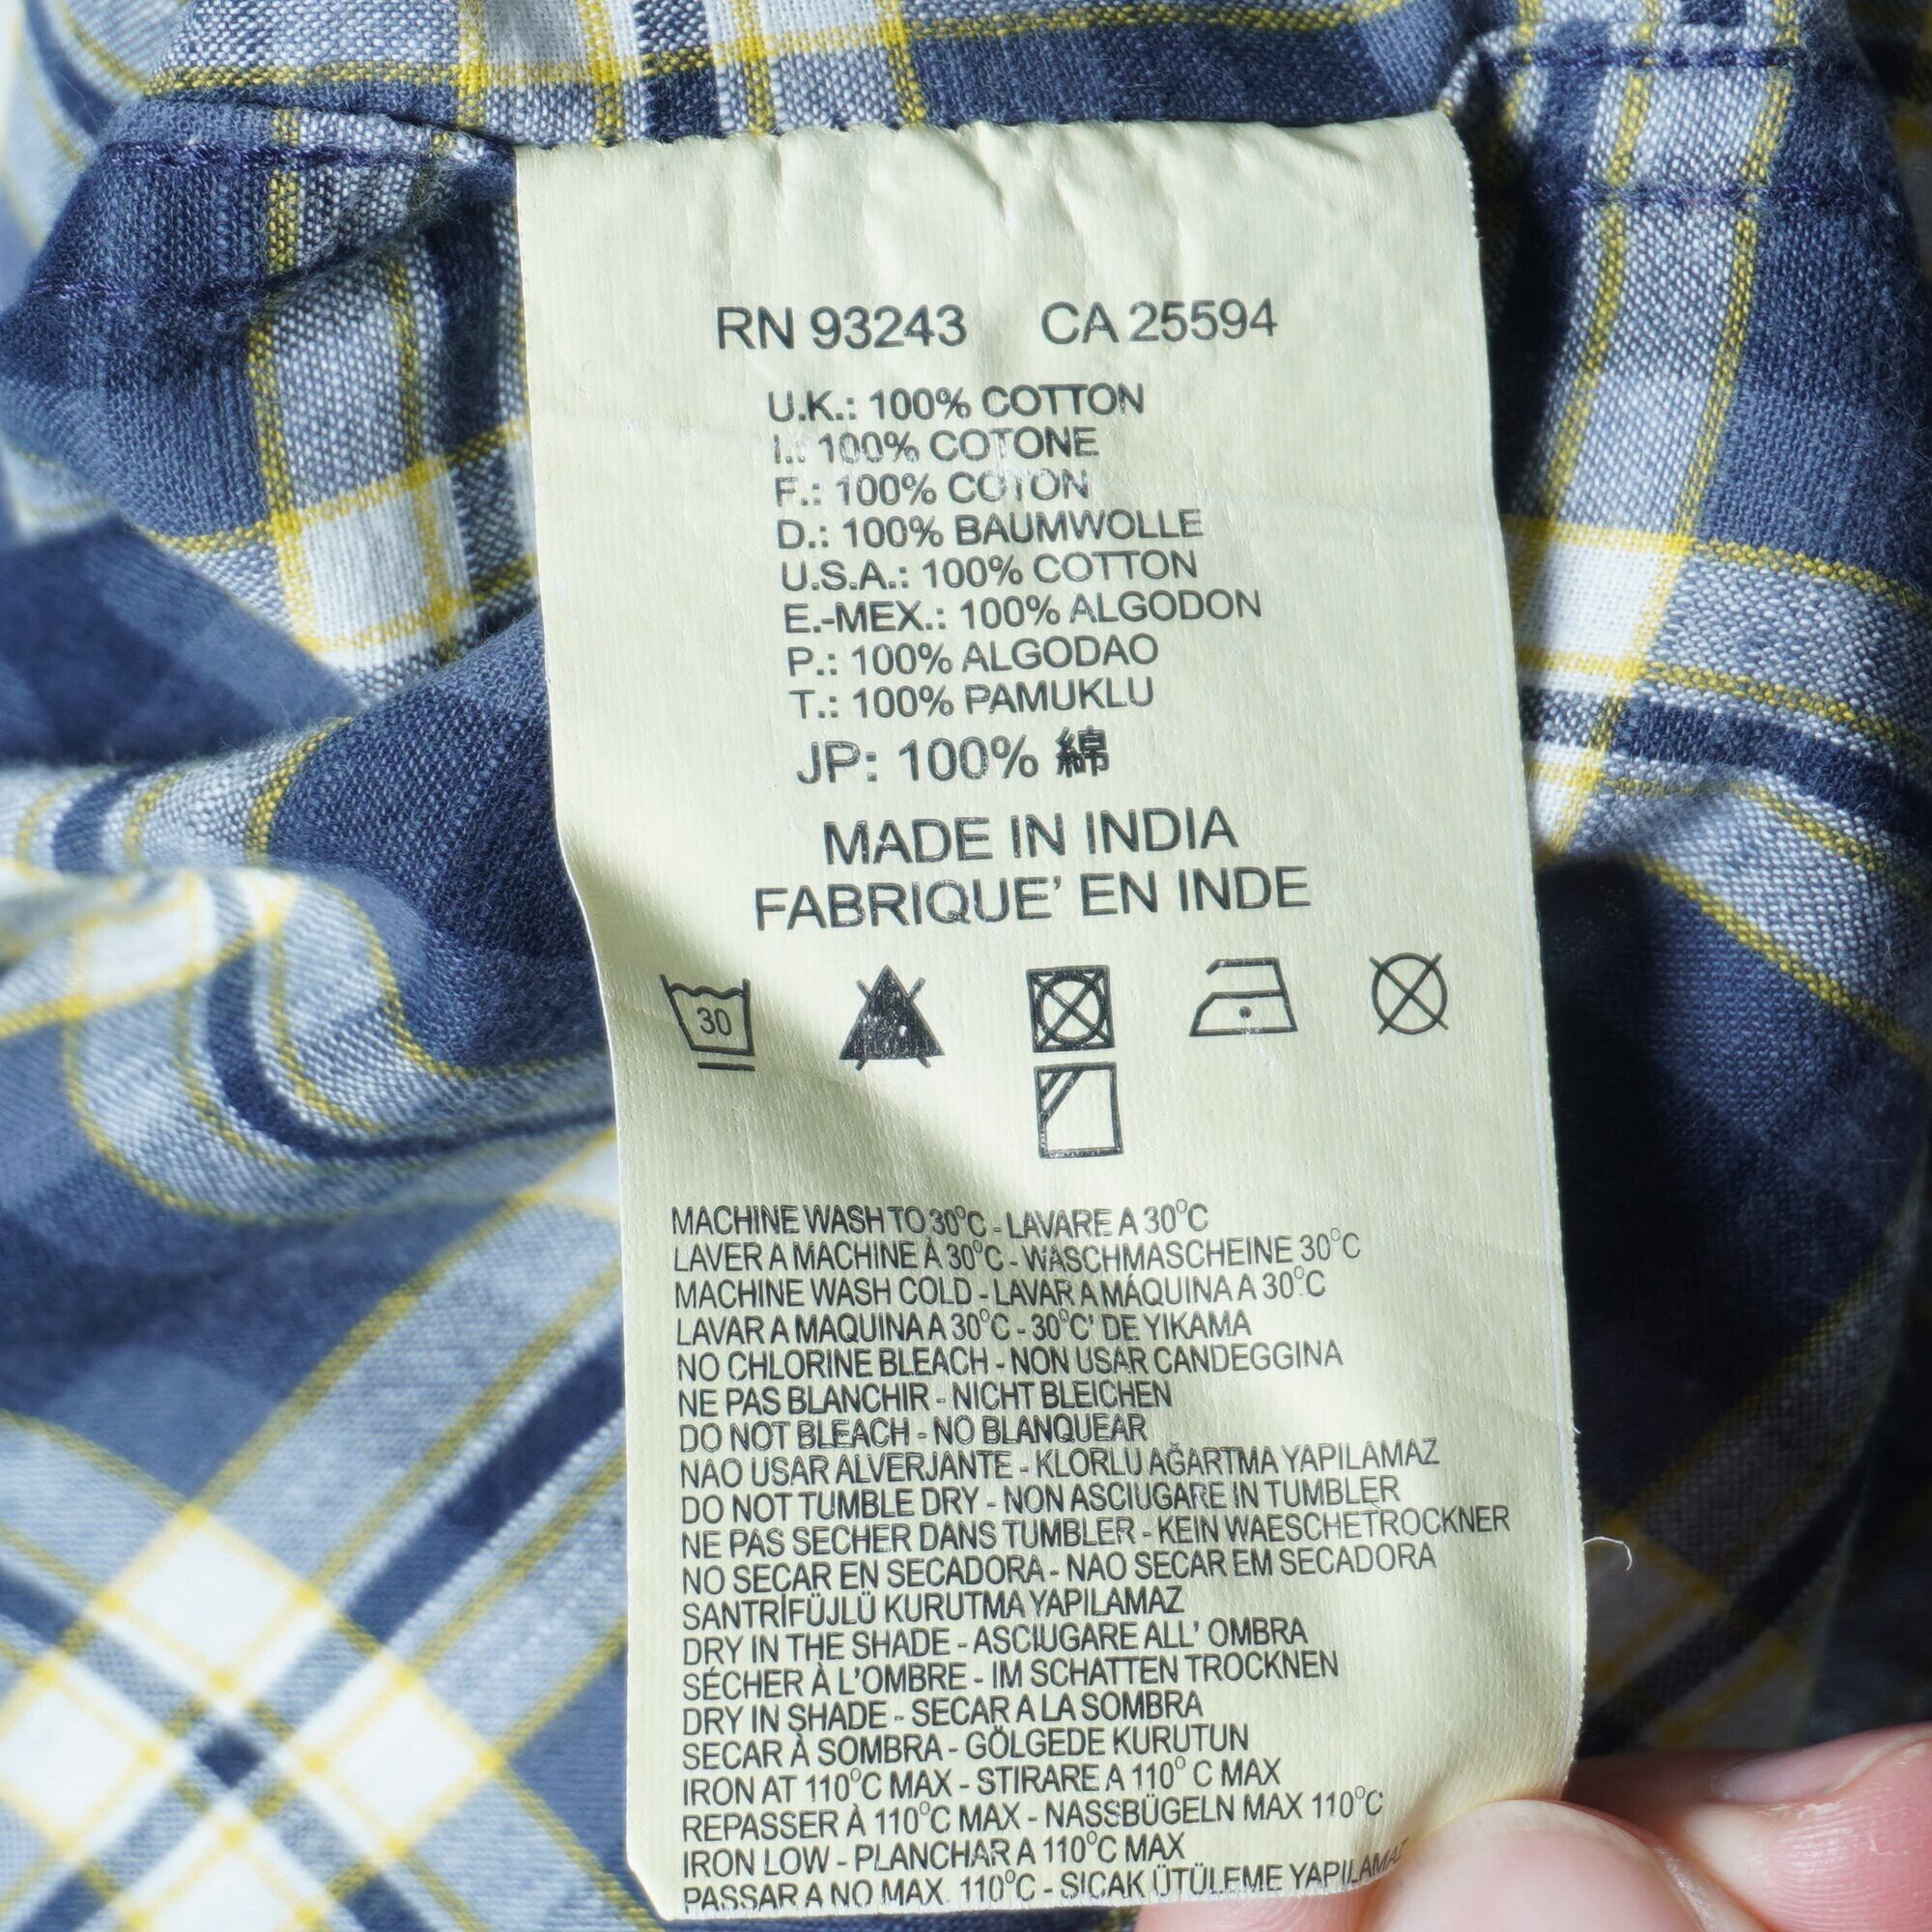 RN 93243 CA 25594
U.K.: 100% COTTON
I.: 100% COTONE
F.: 100% COTON
D.: 100% BAUMWOLLE
U.S.A.: 100% COTTON
E.-MEX.: 100% ALGODON
P.: 100% ALGODAO
T.: 100% PAMUKLU
JP: 100% 綿
MADE IN INDIA
FABRIQUE' EN INDE
30
MACHINE WASH TO 30°C - LAVARE A 30°C
LAVER A MACHINE À 30°C - WASCHMASCHEINE 30°C
MACHINE WASH COLD - LAVAR A MÁQUINA A 30°C
LAVAR A MAQUINA A 30°C - 30°C' DE YIKAMA
NO CHLORINE BLEACH - NON USAR CANDEGGINA
NE PAS BLANCHIR - NICHT BLEICHEN
DO NOT BLEACH - NO BLANQUEAR
NAO USAR ALVERJANTE - KLORLU AĞARTMA YAPILAMAZ
DO NOT TUMBLE DRY - NON ASCIUGARE IN TUMBLER
NE PAS SECHER DANS TUMBLER - KEIN WAESCHETROCKNER
NO SECAR EN SECADORA - NAO SECAR EM SECADORA
SANTRİFÜJLÜ KURUTMA YAPILAMAZ
DRY IN THE SHADE - ASCIUGARE ALL' OMBRA
SÉCHER À L'OMBRE - IM SCHATTEN TROCKNEN
DRY IN SHADE - SECAR A LA SOMBRA
SECAR À SOMBRA - GÖLGEDE KURUTUN
IRON AT 110°C MAX - STIRARE A 110° C MAX
REPASSER À 110°C MAX - NASSBÜGELN MAX 110°C
IRON LOW - PLANCHAR A 110°C MAX
PASSAR A NO MAX. 110°C - SICAK ÜTÜLEME YAPILAMAZ